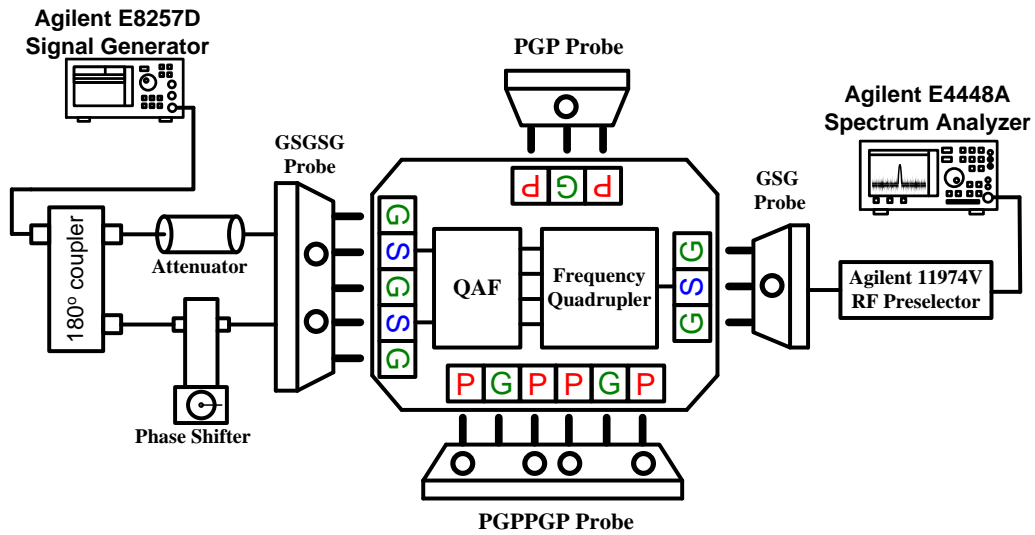 Agilent E8257D
Signal Generator
PGP Probe
Agilent E4448A
Spectrum Analyzer
GSGSG
Probe
GSG
Probe
P G P
G
S
G
S
G
180º coupler
Attenuator
QAF
Frequency
Quadrupler
G
S
G
Agilent 11974V
RF Preselector
P G P P G P
Phase Shifter
PGPPGP Probe